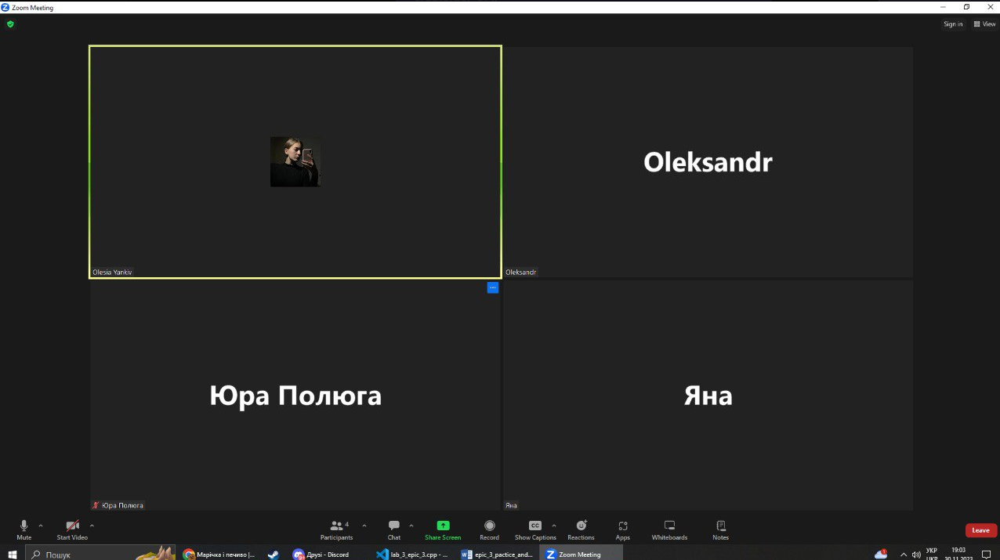 Zoom Meeting
Sign in View
Oleksandr
Olesia Yankiv
Oleksandr
Юра Полюга
Яна
Юра Полюга
Яна
4
Mute
Start Video
Participants
Chat
Share Screen
Record
Show Captions
Reactions
Apps
Whiteboards
Notes
Leave
Пошук
Марічка і печиво |...
Друзі - Discord
lab_3_epic_3.cpp - ...
epic_3_pactice_and...
Zoom Meeting
1
УКР
УКР
19:03
30.11.2023